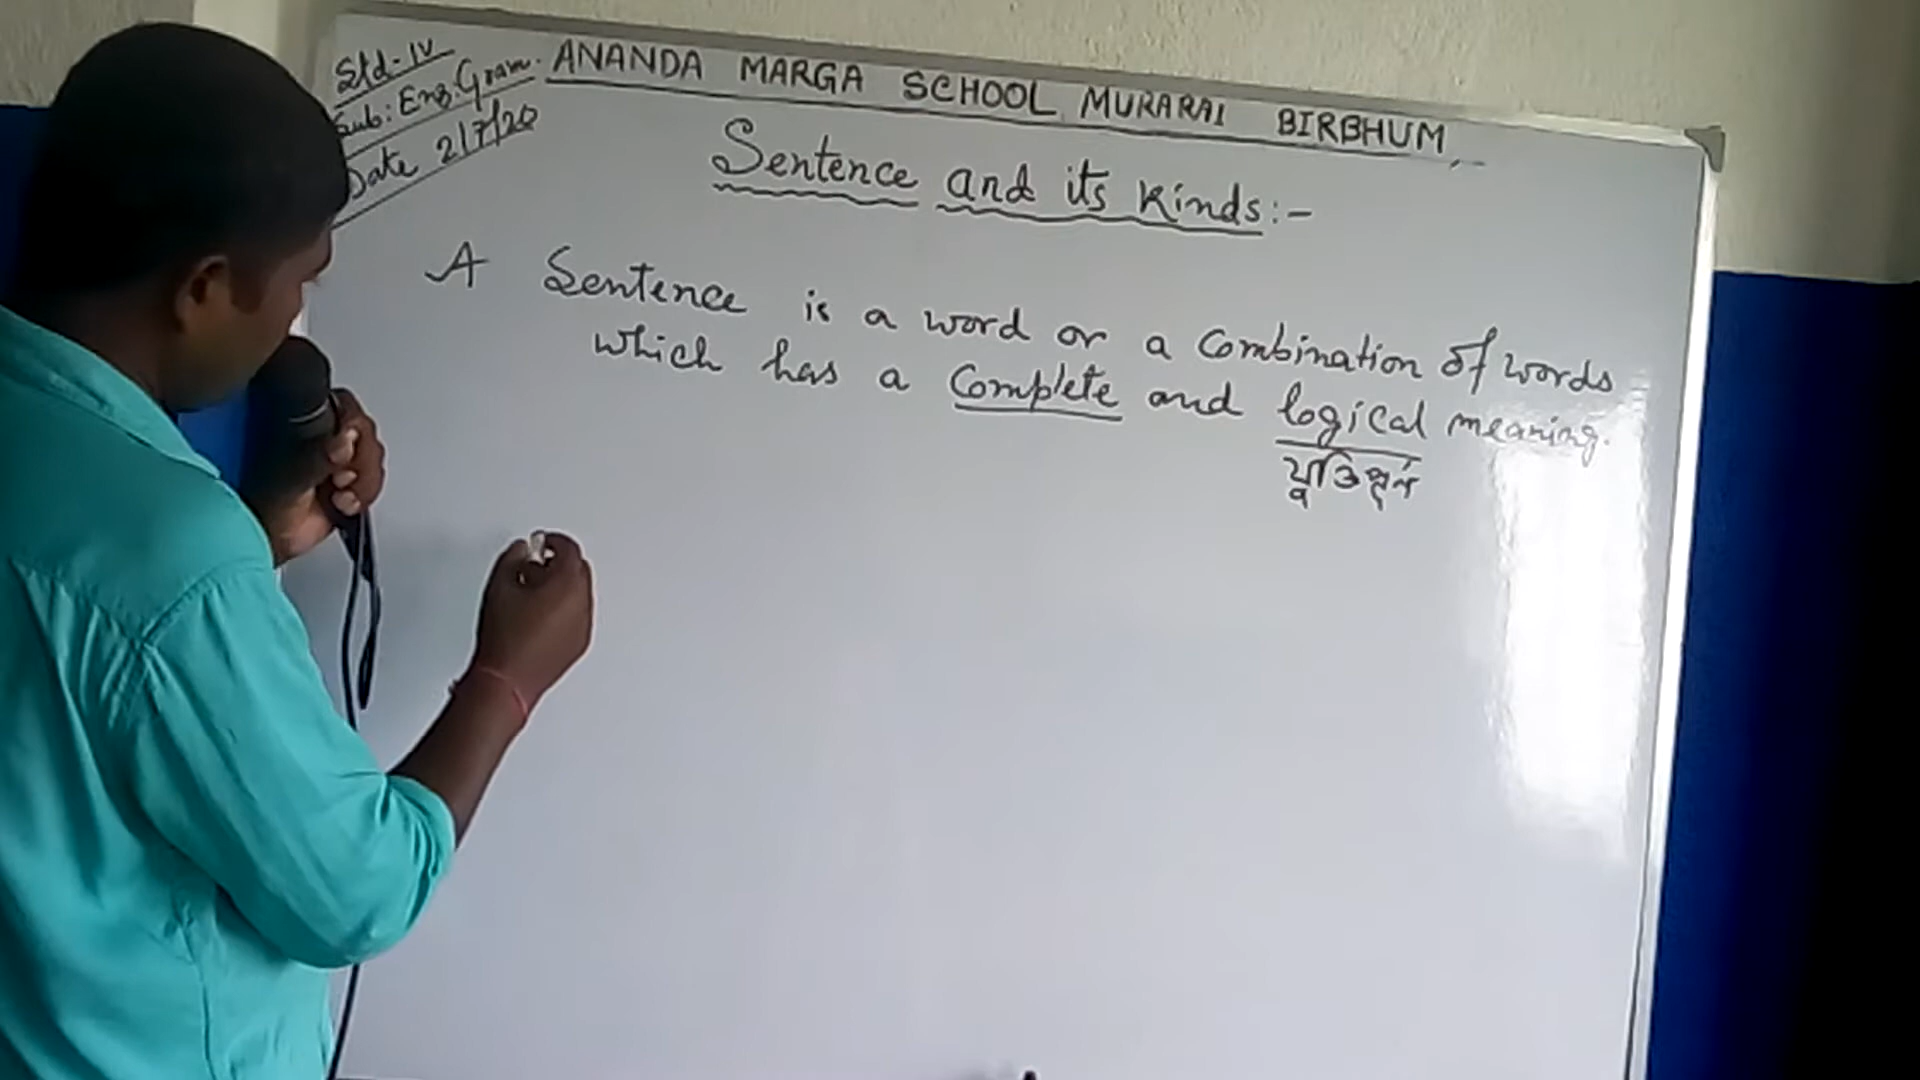 Std-IV
Sub: Eng. Gram.
Date 2/7/20
ANANDA MARGA SCHOOL MURARAI BIRBHUM
Sentence and its Kinds:-
A Sentence is a word or a combination of words
which has a Complete and logical meaning.
যুক্তিপূর্ণ